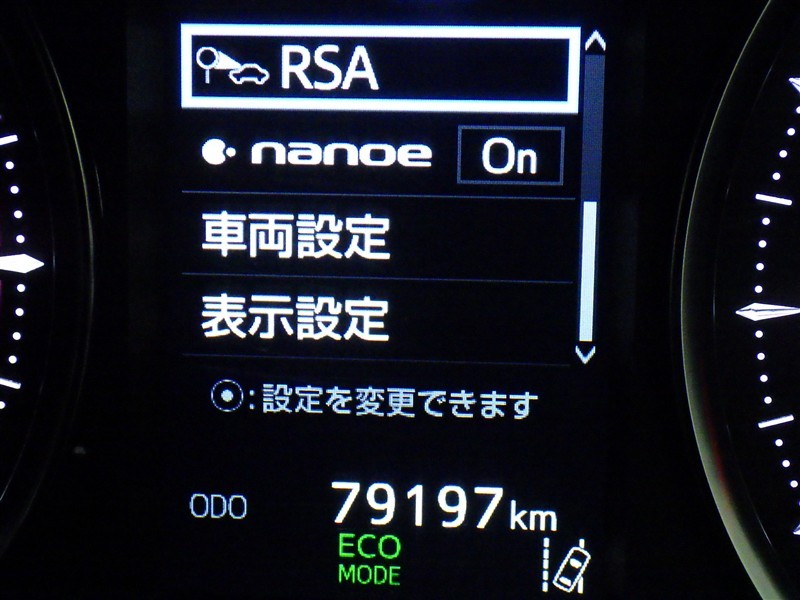 RSA
nanoe On
車両設定
表示設定
⦿:設定を変更できます
ODO 79197km
ECO
MODE